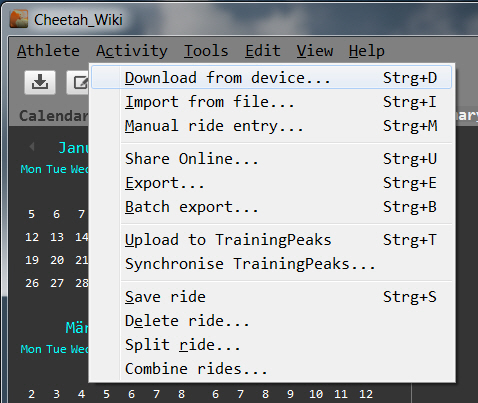 Cheetah_Wiki
Athlete Activity Tools Edit View Help
Download from device... Strg+D
Import from file... Strg+I
Manual ride entry... Strg+M
Share Online... Strg+U
Export... Strg+E
Batch export... Strg+B
Upload to TrainingPeaks Strg+T
Synchronise TrainingPeaks...
Save ride Strg+S
Delete ride...
Split ride...
Combine rides...
Calendar
Janu
Mon Tue Wed
5 6 7
12 13 14
19 20 21
26 27 28
Mär
Mon Tue Wed
2 3 4 5 6 7 8 6 7 8 9 10 11 12